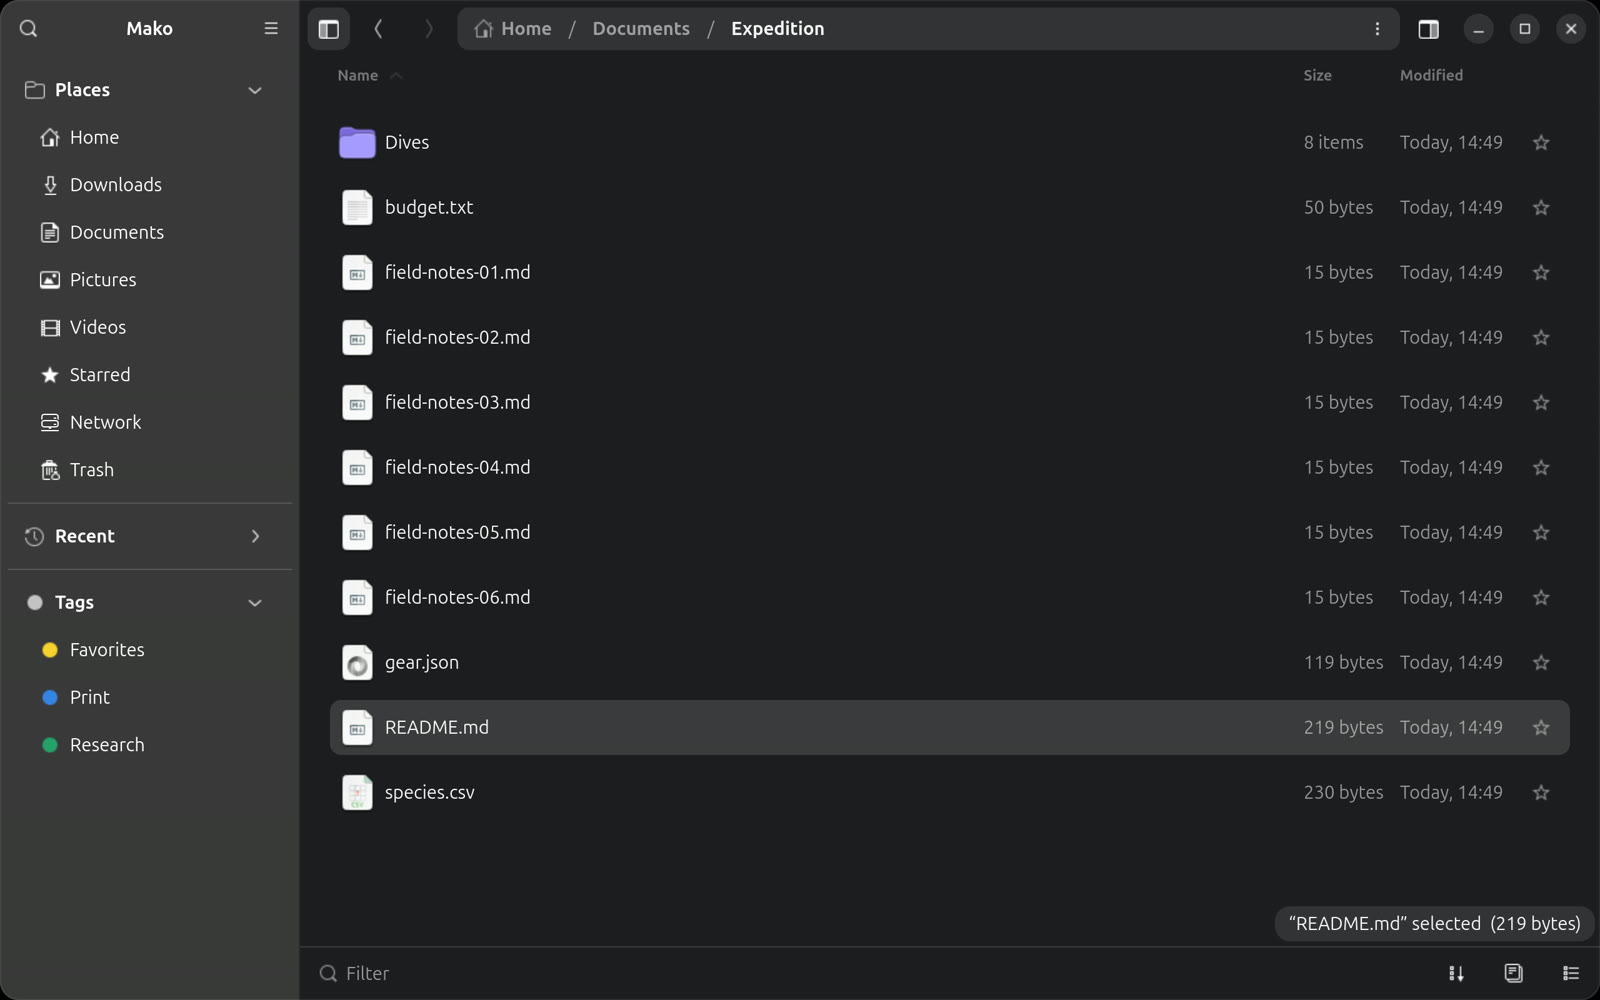 Mako
Places
Home
Downloads
Documents
Pictures
Videos
Starred
Network
Trash
Recent
Tags
Favorites
Print
Research
Home / Documents / Expedition
Name Size Modified
Dives 8 items Today, 14:49
budget.txt 50 bytes Today, 14:49
field-notes-01.md 15 bytes Today, 14:49
field-notes-02.md 15 bytes Today, 14:49
field-notes-03.md 15 bytes Today, 14:49
field-notes-04.md 15 bytes Today, 14:49
field-notes-05.md 15 bytes Today, 14:49
field-notes-06.md 15 bytes Today, 14:49
gear.json 119 bytes Today, 14:49
README.md 219 bytes Today, 14:49
species.csv 230 bytes Today, 14:49
“README.md” selected (219 bytes)
Filter